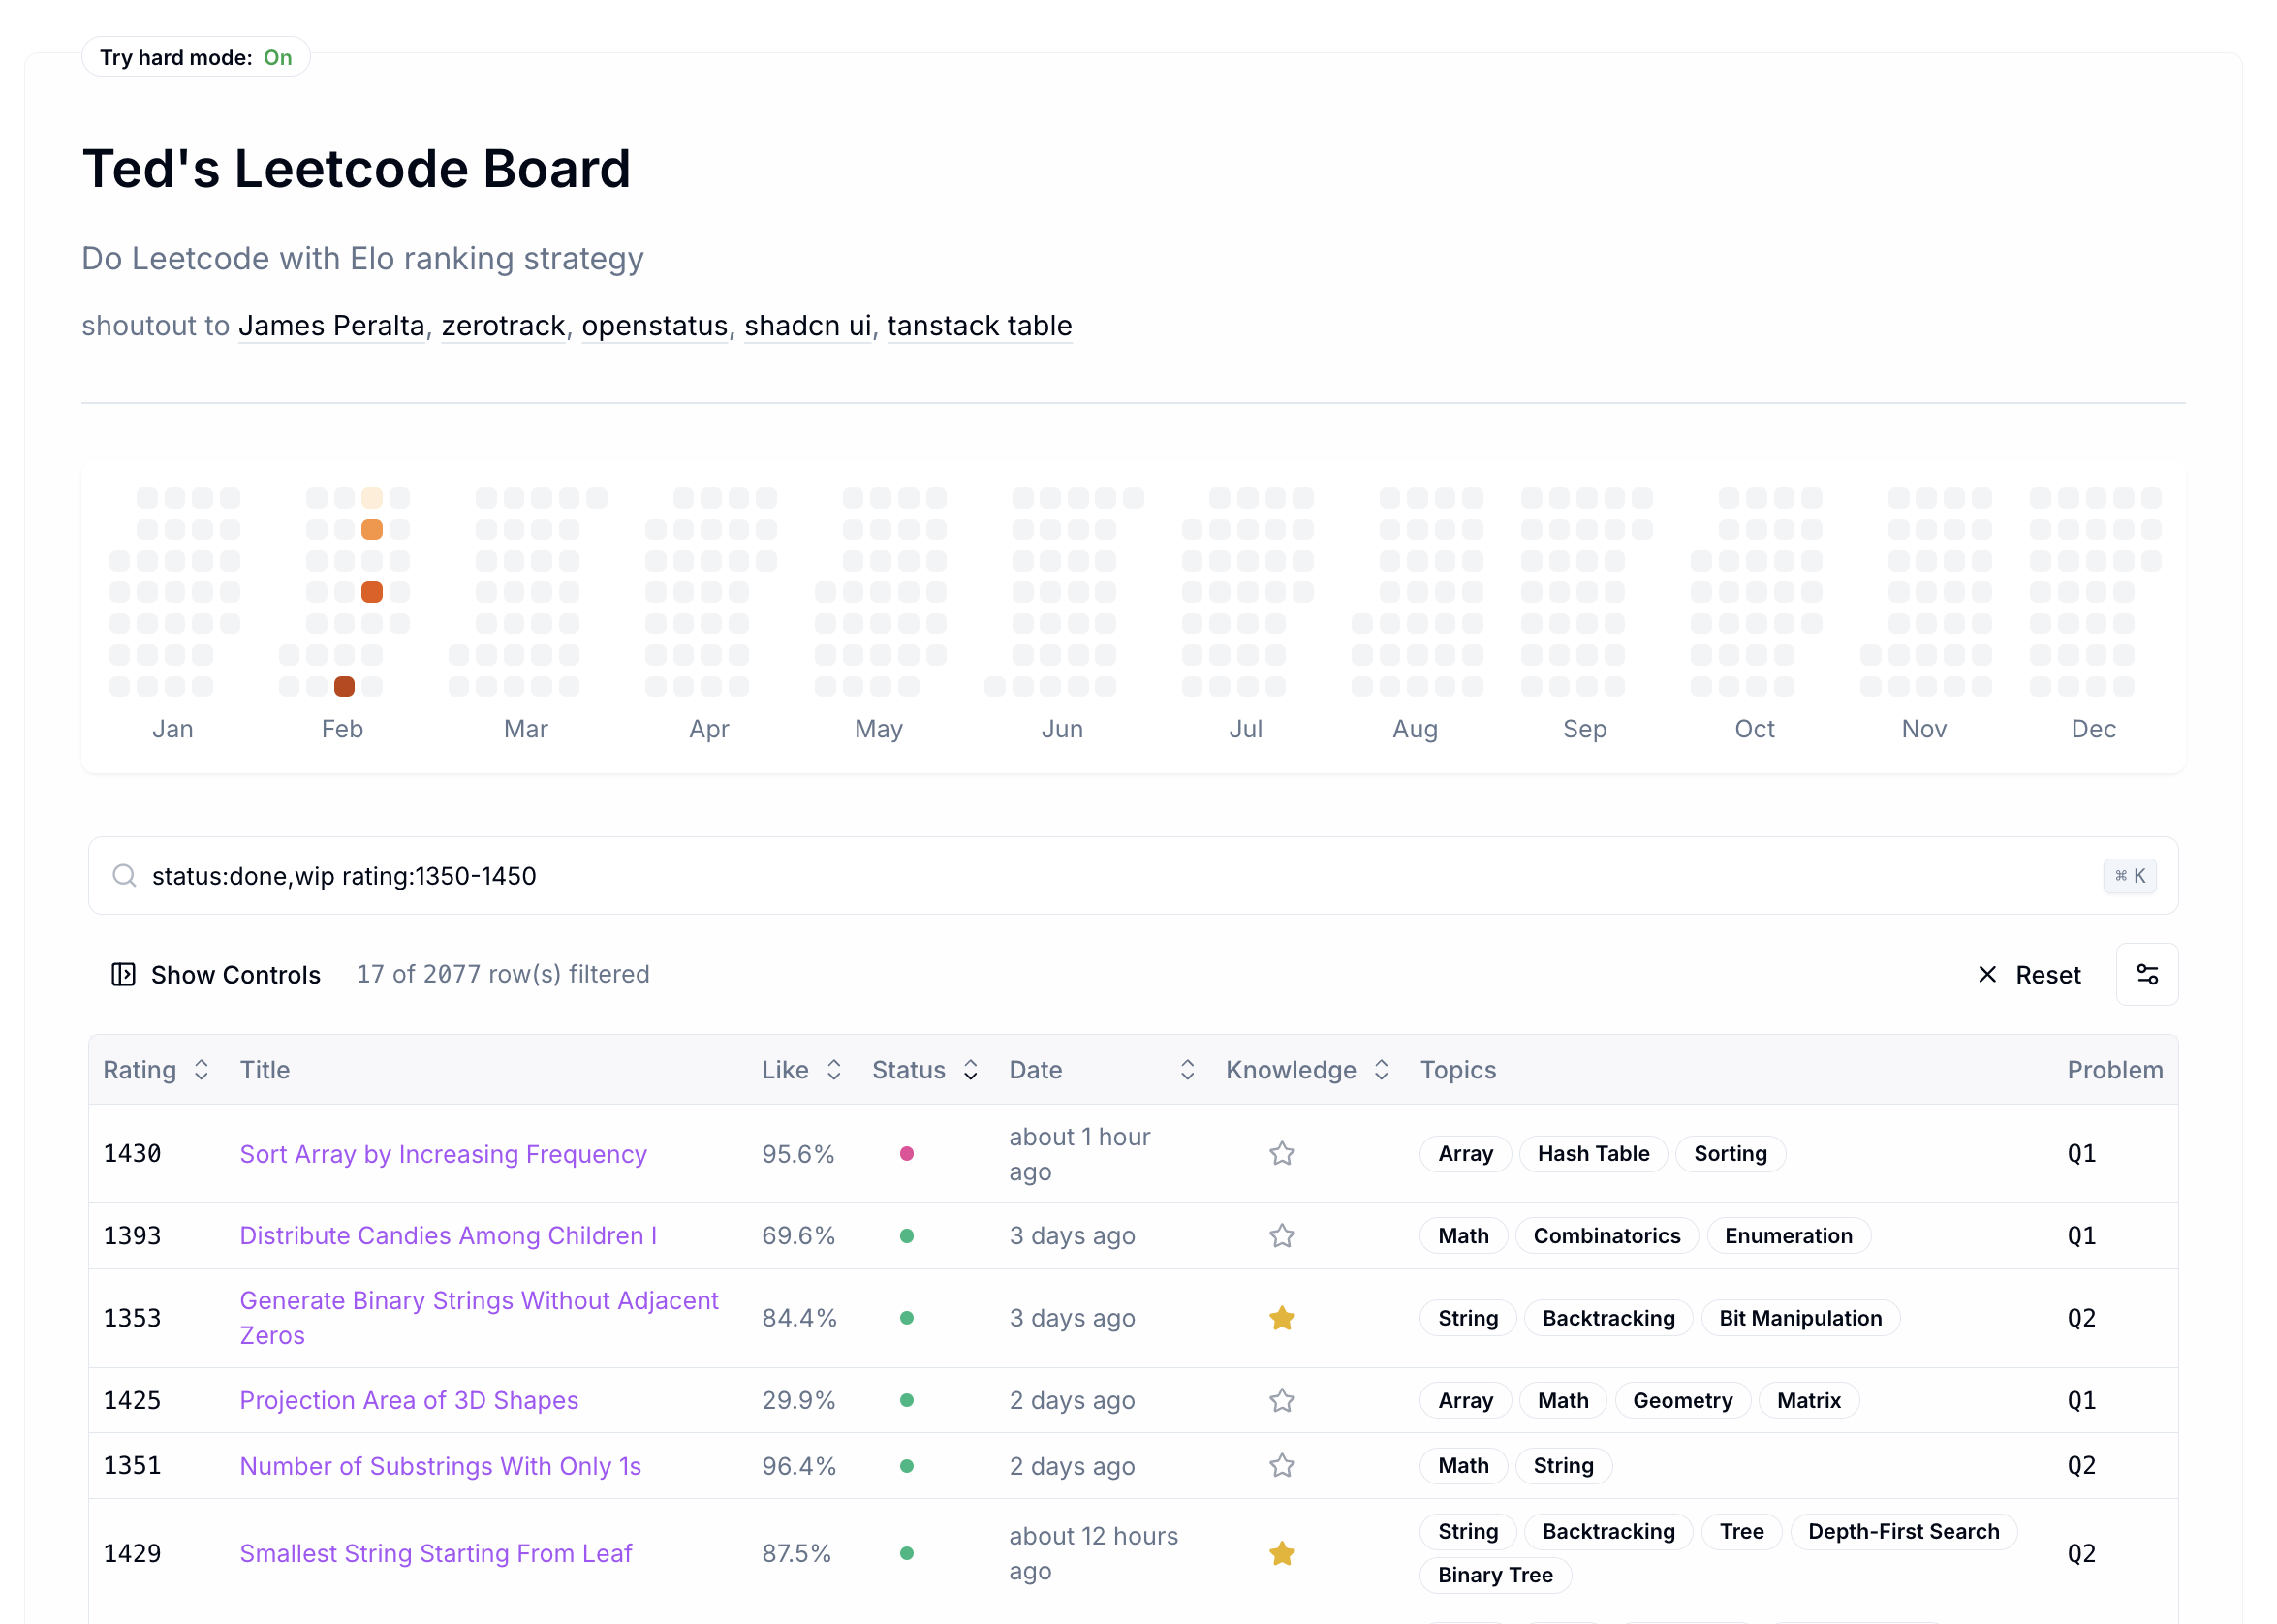 Try hard mode: On
Ted's Leetcode Board
Do Leetcode with Elo ranking strategy
shoutout to James Peralta, zerotrack, openstatus, shadcn ui, tanstack table
Jan Feb Mar Apr May Jun Jul Aug Sep Oct Nov Dec
status:done,wip rating:1350-1450 ⌘ K
Show Controls 17 of 2077 row(s) filtered Reset
Rating Title Like Status Date Knowledge Topics Problem
1430 Sort Array by Increasing Frequency 95.6% about 1 hour ago Array Hash Table Sorting Q1
1393 Distribute Candies Among Children I 69.6% 3 days ago Math Combinatorics Enumeration Q1
1353 Generate Binary Strings Without Adjacent Zeros 84.4% 3 days ago String Backtracking Bit Manipulation Q2
1425 Projection Area of 3D Shapes 29.9% 2 days ago Array Math Geometry Matrix Q1
1351 Number of Substrings With Only 1s 96.4% 2 days ago Math String Q2
1429 Smallest String Starting From Leaf 87.5% about 12 hours ago String Backtracking Tree Depth-First Search Binary Tree Q2